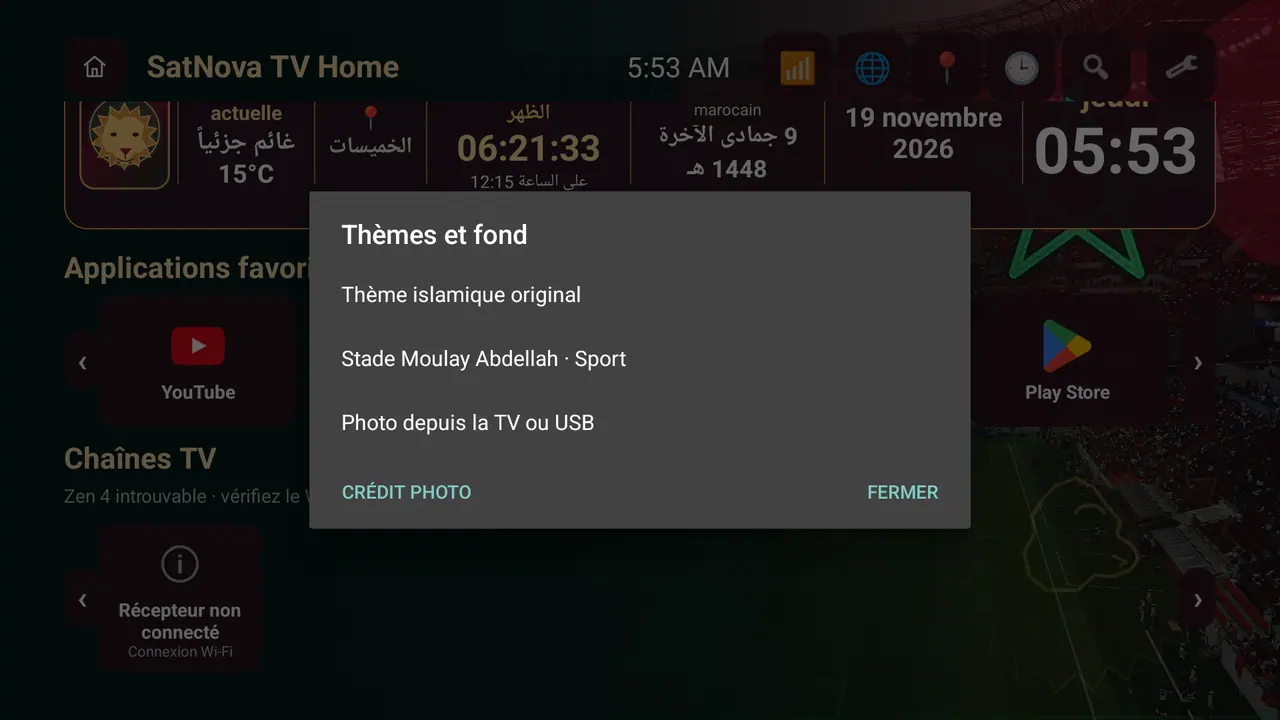 SatNova TV Home
5:53 AM
actuelle
غائم جزئياً
15°C
الخميسات
الظهر
06:21:33
على الساعة 12:15
marocain
9 جمادى الآخرة
1448 هـ
19 novembre
2026
jeudi
05:53
Thèmes et fond
Thème islamique original
Stade Moulay Abdellah · Sport
Photo depuis la TV ou USB
CRÉDIT PHOTO
FERMER
Applications favori
YouTube
Play Store
Chaînes TV
Zen 4 introuvable · vérifiez le
Récepteur non
connecté
Connexion Wi-Fi